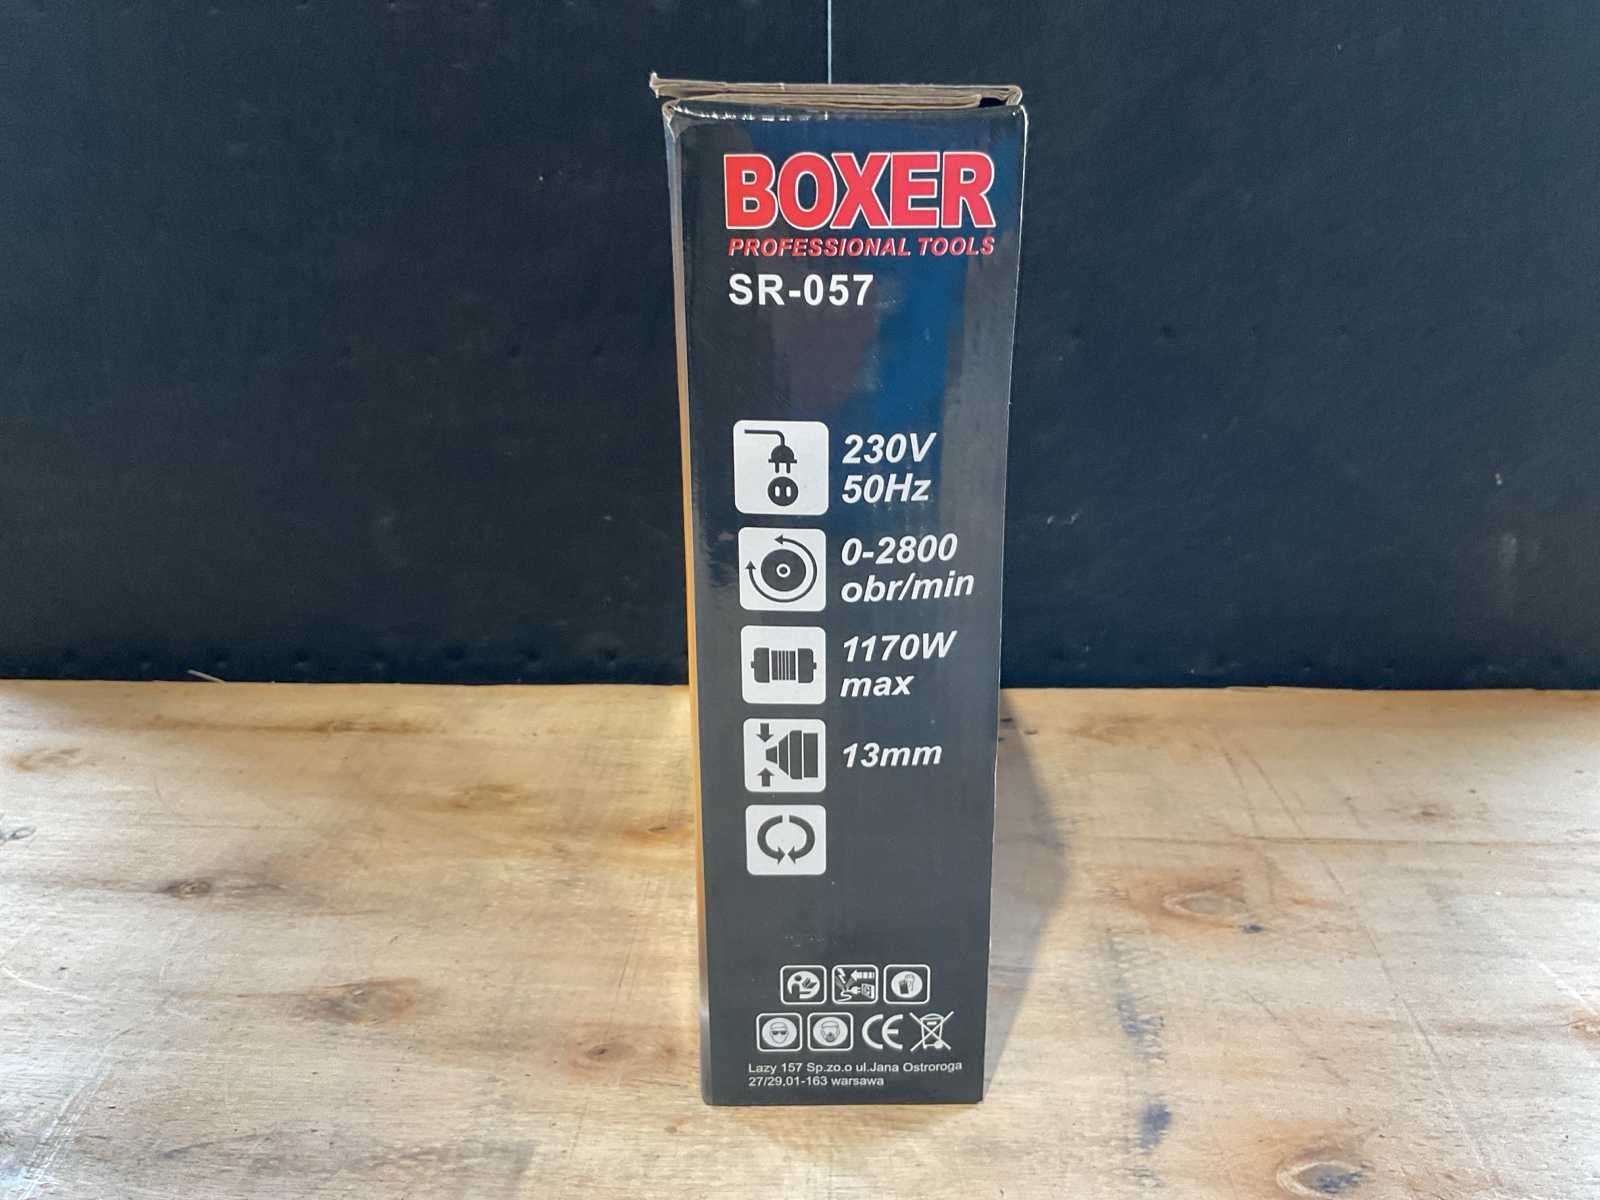 BOXER
PROFESSIONAL TOOLS
SR-057
230V
50Hz
0-2800
obr/min
1170W
max
13mm
CE
Lazy 157 Sp.zo.o ul.Jana Ostroroga
27/29,01-163 warsawa